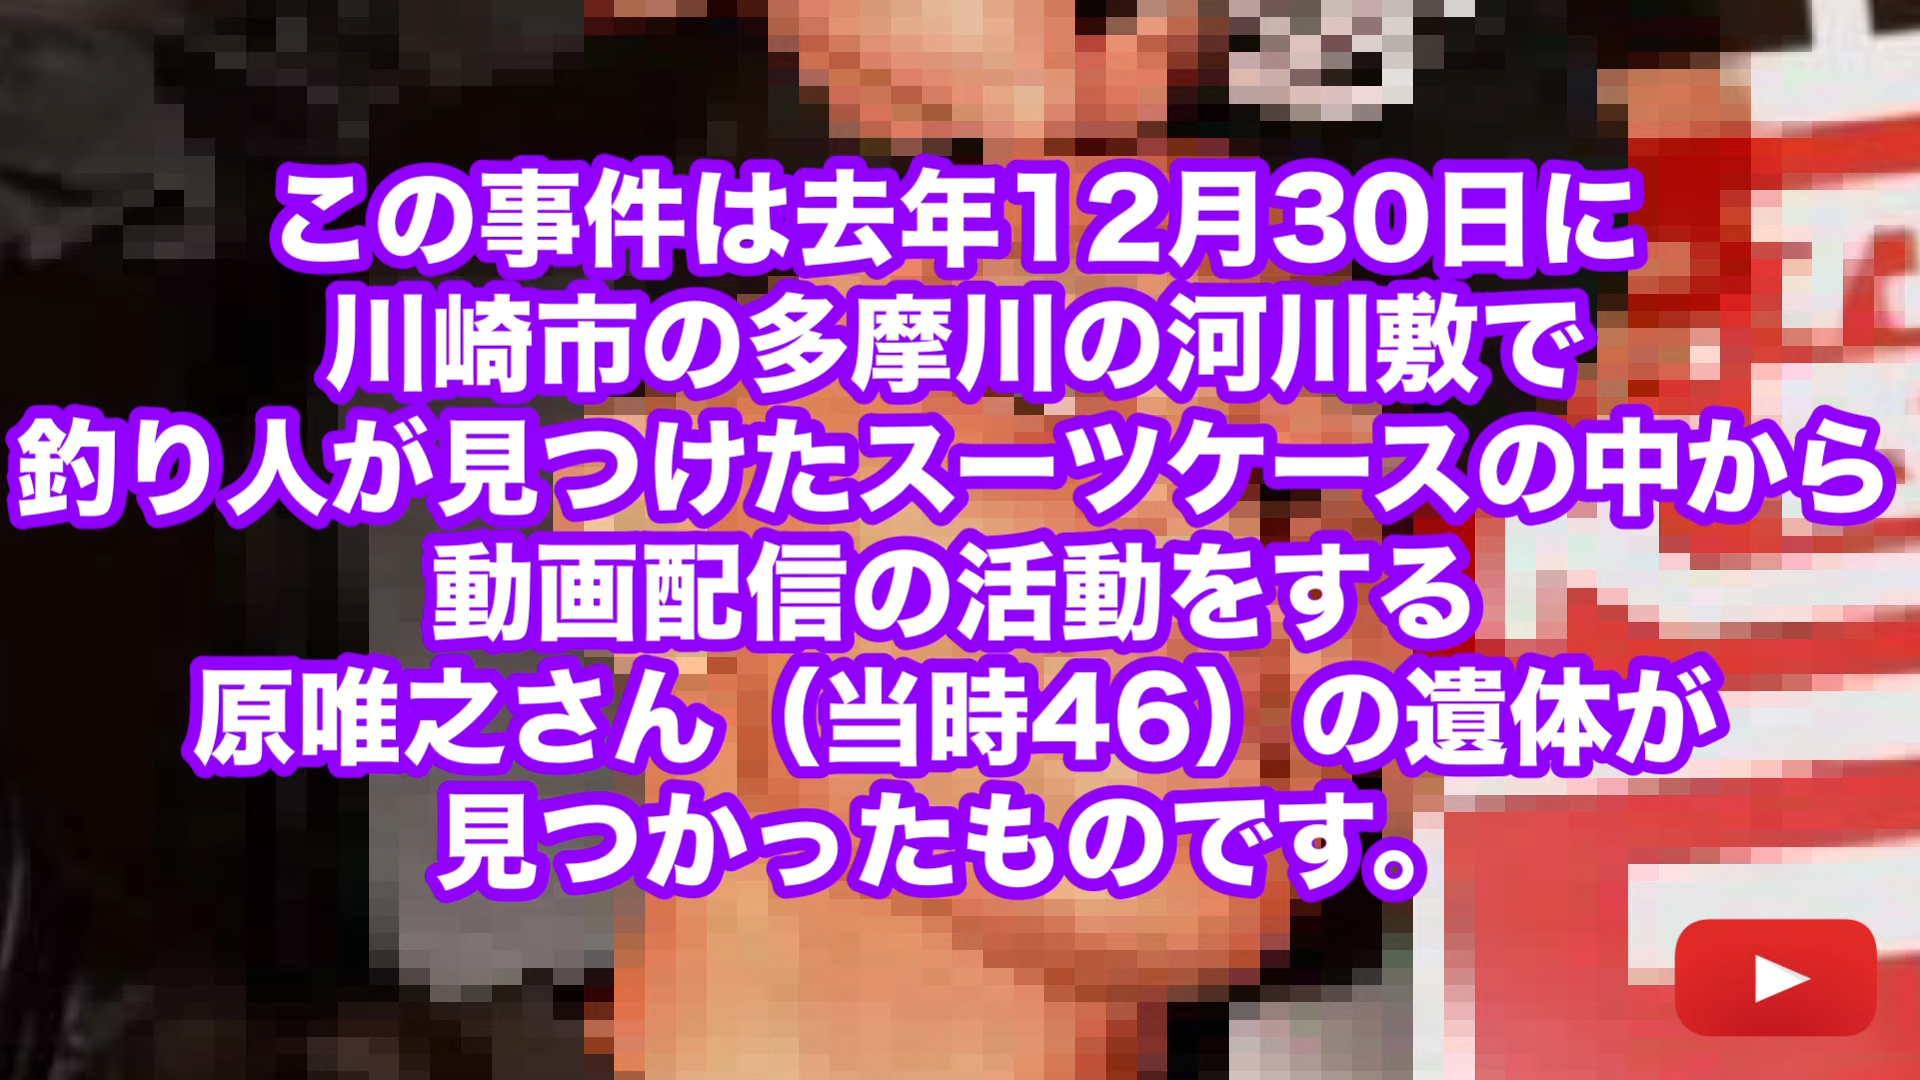 この事件は去年12月30日に
川崎市の多摩川の河川敷で
釣り人が見つけたスーツケースの中から
動画配信の活動をする
原唯之さん（当時46）の遺体が
見つかったものです。